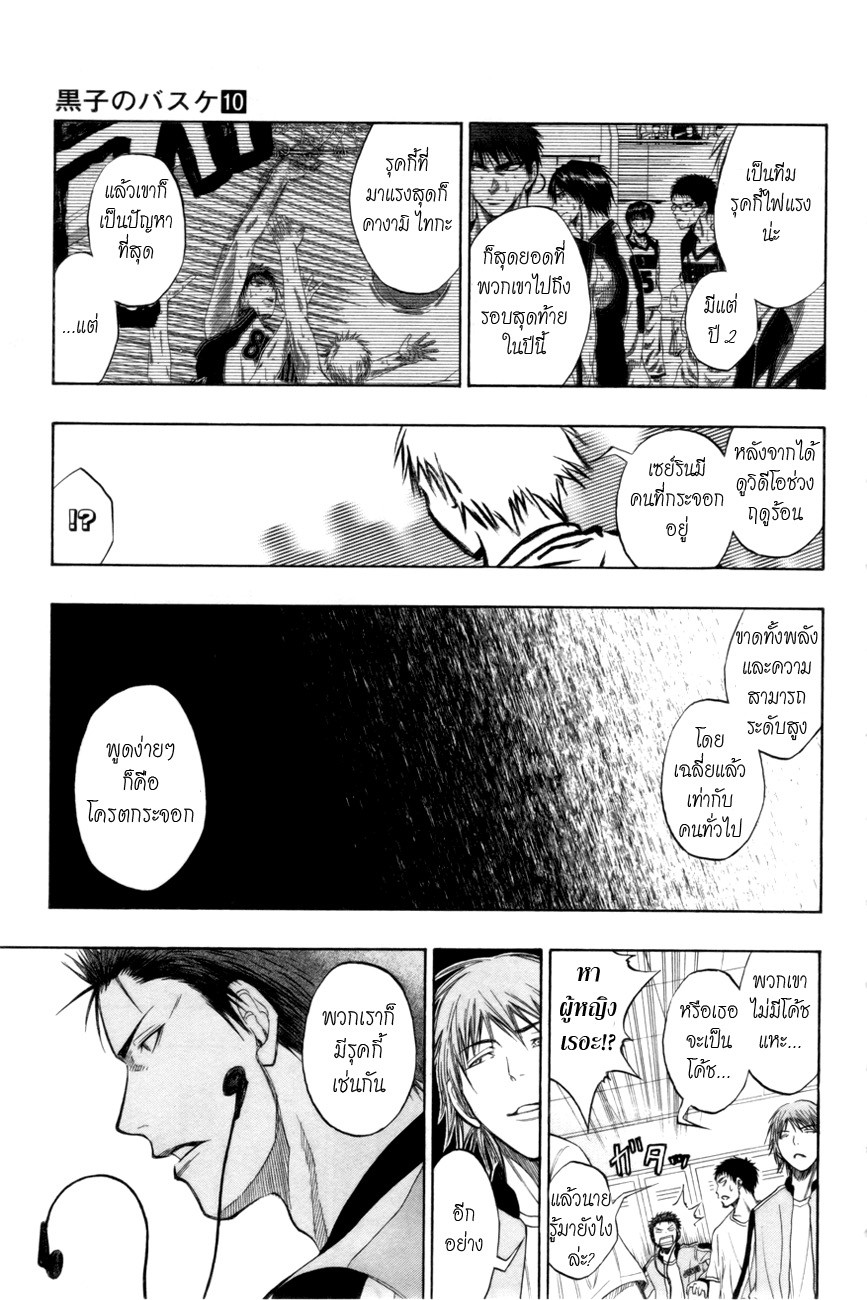 黒子のバスケ10
เป็นทีม
รุคกี้ไฟแรง
น่ะ
มีแต่
ปี 2
ก็สุดยอดที่
พวกเขาไปถึง
รอบสุดท้าย
ในปีนี้
รุคกี้ที่
มาแรงสุดก็
คางามิ ไทกะ
แล้วเขาก็
เป็นปัญหา
ที่สุด
...แต่
หลังจากได้
ดูวิดีโอช่วง
ฤดูร้อน
เซย์รินมี
คนที่กระจอก
อยู่
!?
ขาดทั้งพลัง
และความ
สามารถ
ระดับสูง
โดย
เฉลี่ยแล้ว
เท่ากับ
คนทั่วไป
พูดง่ายๆ
ก็คือ
โครตกระจอก
พวกเขา
ไม่มีโค้ช
แหะ...
หรือเธอ
จะเป็น
โค้ช...
หา
ผู้หญิง
เรอะ!?
ガタッ
แล้วนาย
รู้มายังไง
ล่ะ?
อีก
อย่าง
พวกเราก็
มีรุคกี้
เช่นกัน